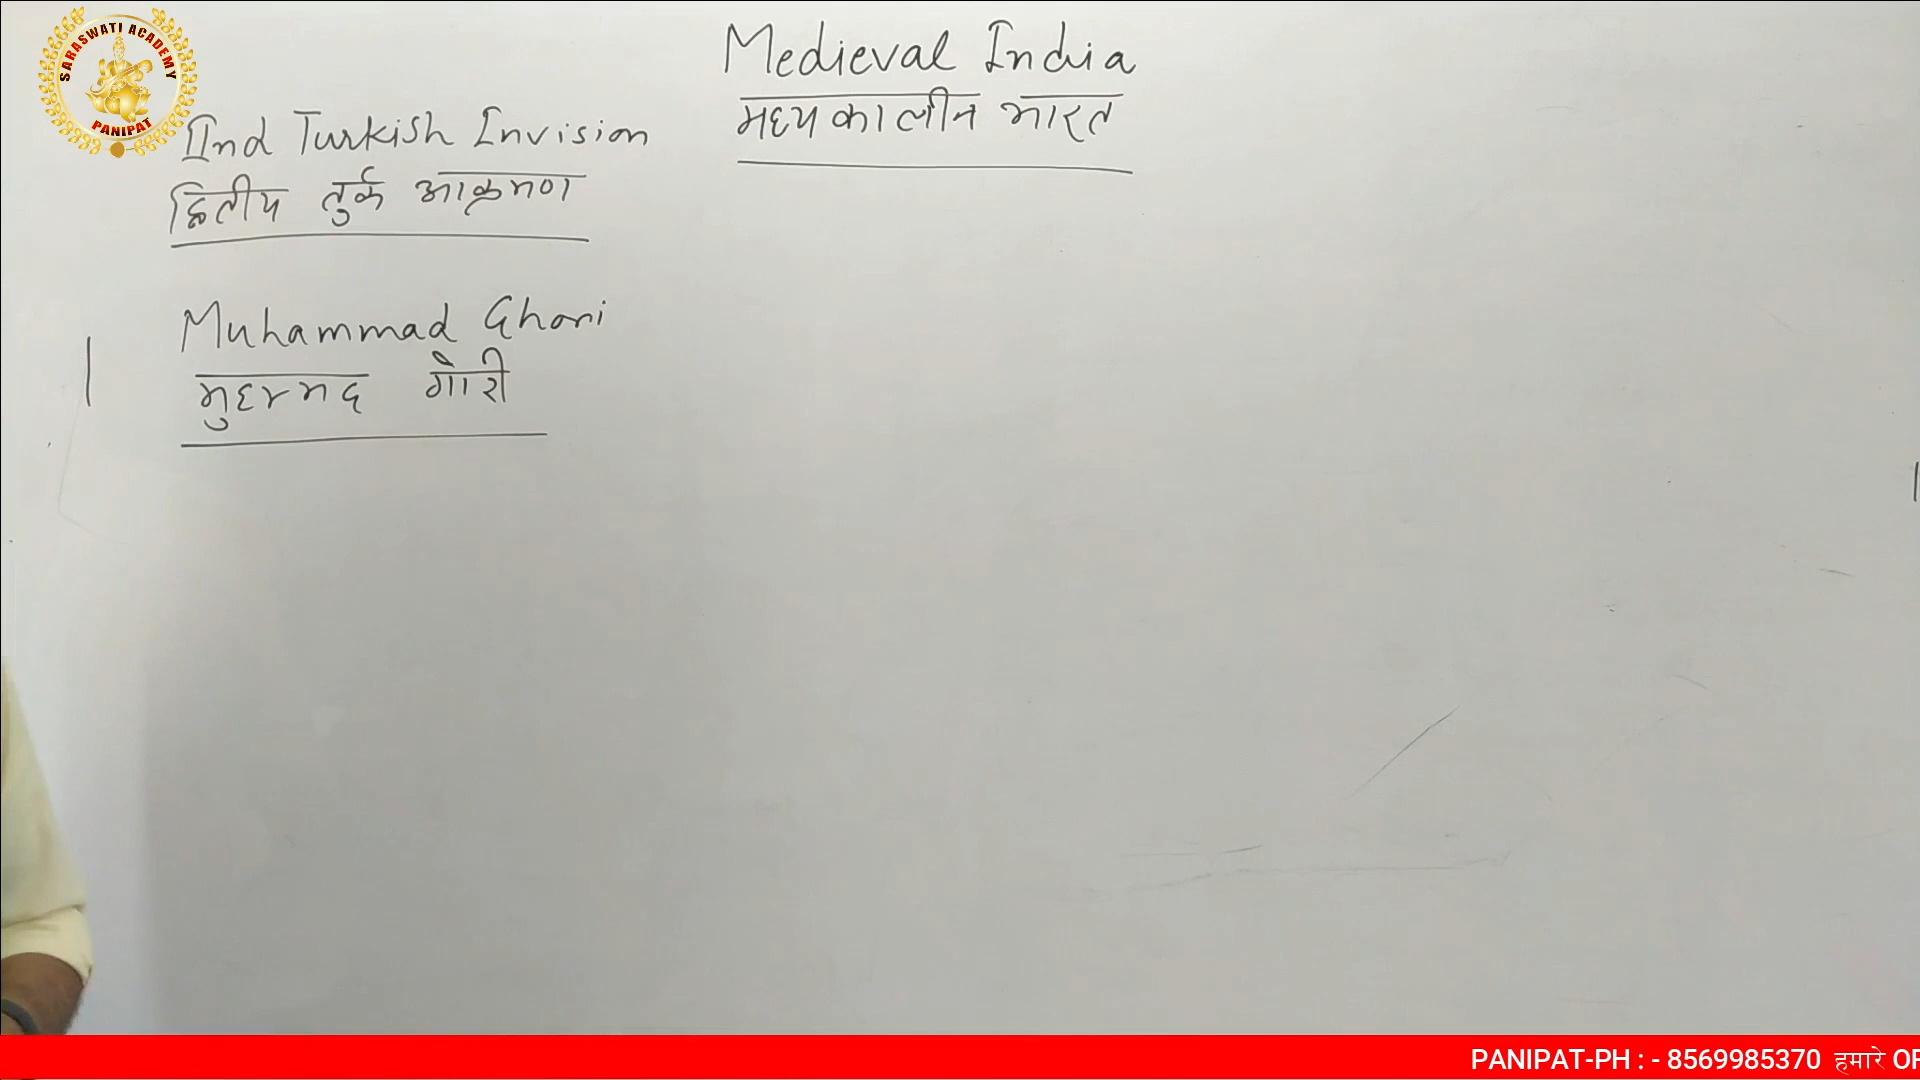 SARASWATI ACADEMY
PANIPAT
Medieval India
मध्यकालीन भारत
IInd Turkish Invision
द्वितीय तुर्क आक्रमण
Muhammad Ghori
मुहम्मद गौरी
PANIPAT-PH : - 8569985370 हमारे OF